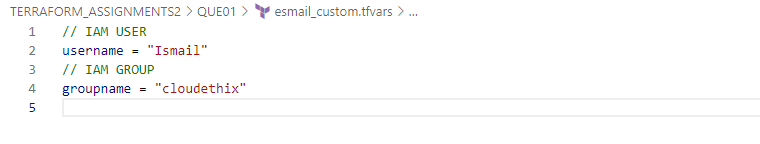 TERRAFORM_ASSIGNMENTS2 > QUE01 > esmail_custom.tfvars > ...
1 // IAM USER
2 username = "Ismail"
3 // IAM GROUP
4 groupname = "cloudethix"
5